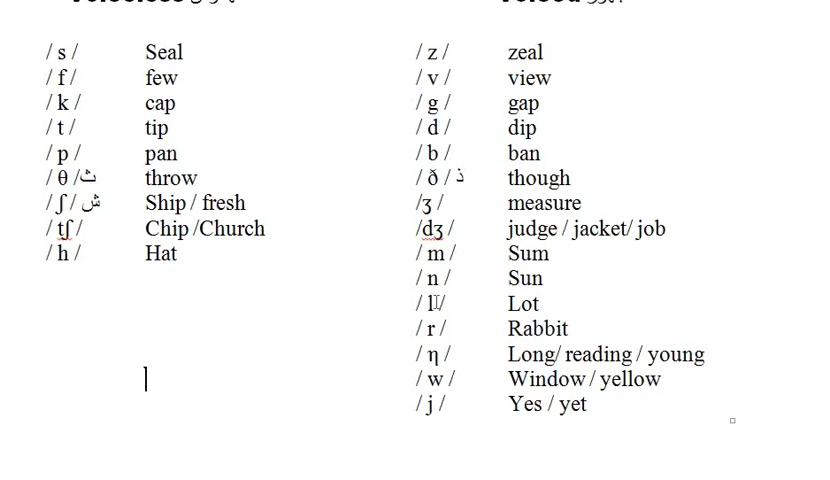 / s / Seal / z / zeal
/ f / few / v / view
/ k / cap / g / gap
/ t / tip / d / dip
/ p / pan / b / ban
/ θ /ث throw / ð / ذ though
/ ʃ / ش Ship / fresh /ʒ / measure
/ tʃ / Chip /Church /dʒ / judge / jacket/ job
/ h / Hat / m / Sum
/ n / Sun
/ l / Lot
/ r / Rabbit
/ η / Long/ reading / young
/ w / Window / yellow
/ j / Yes / yet